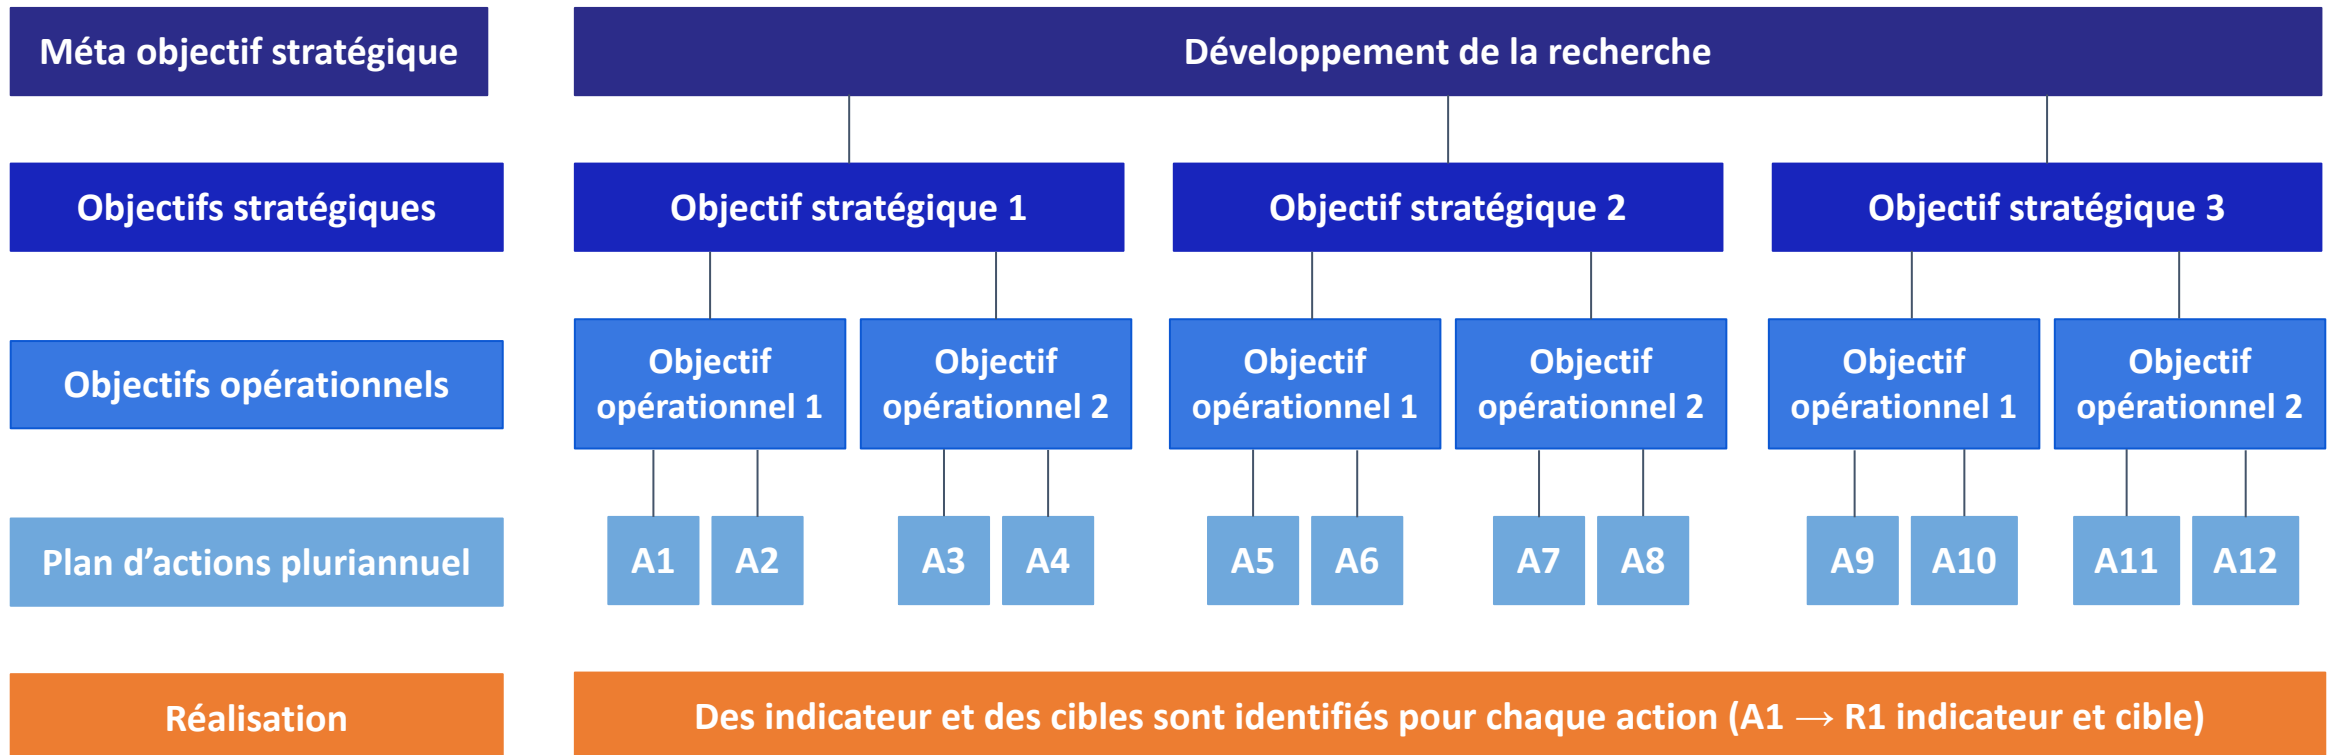 Méta objectif stratégique
Développement de la recherche
Objectifs stratégiques
Objectif stratégique 1
Objectif stratégique 2
Objectif stratégique 3
Objectifs opérationnels
Objectif
opérationnel 1
Objectif
opérationnel 2
Objectif
opérationnel 1
Objectif
opérationnel 2
Objectif
opérationnel 1
Objectif
opérationnel 2
Plan d’actions pluriannuel
A1
A2
A3
A4
A5
A6
A7
A8
A9
A10
A11
A12
Réalisation
Des indicateur et des cibles sont identifiés pour chaque action (A1 → R1 indicateur et cible)